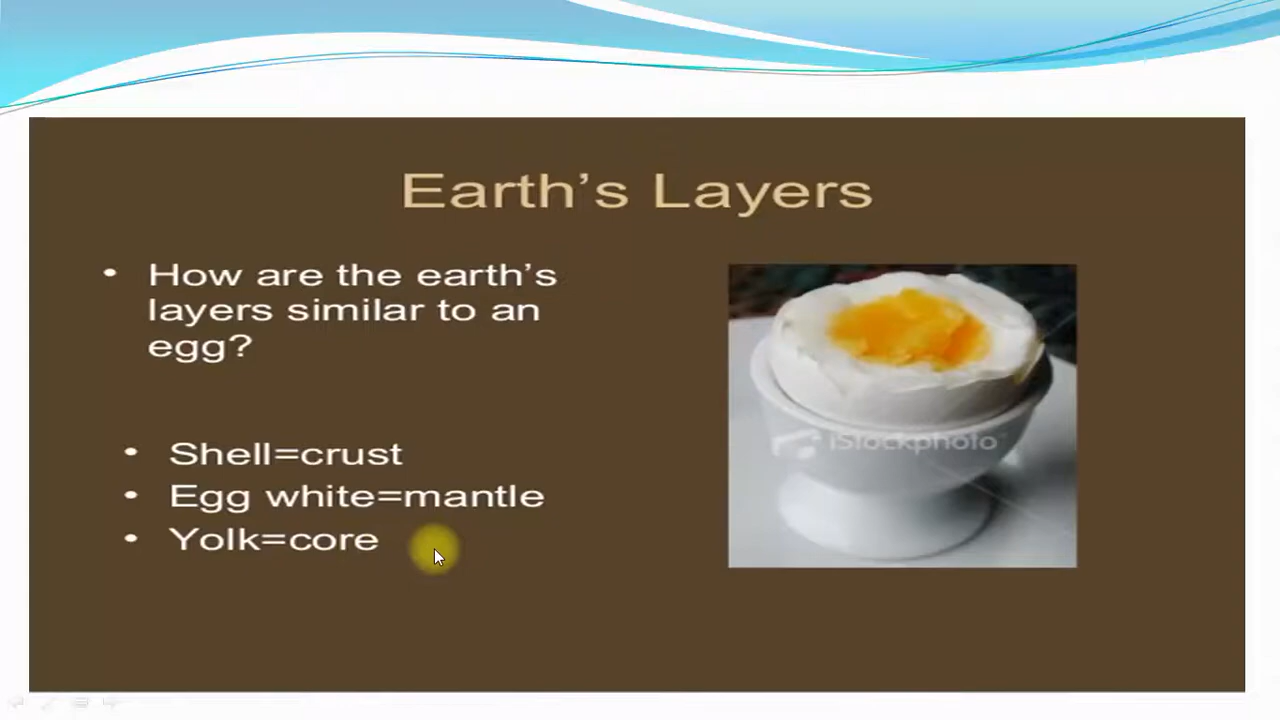 Earth’s Layers
• How are the earth’s
layers similar to an
egg?
• Shell=crust
• Egg white=mantle
• Yolk=core
iStockphoto